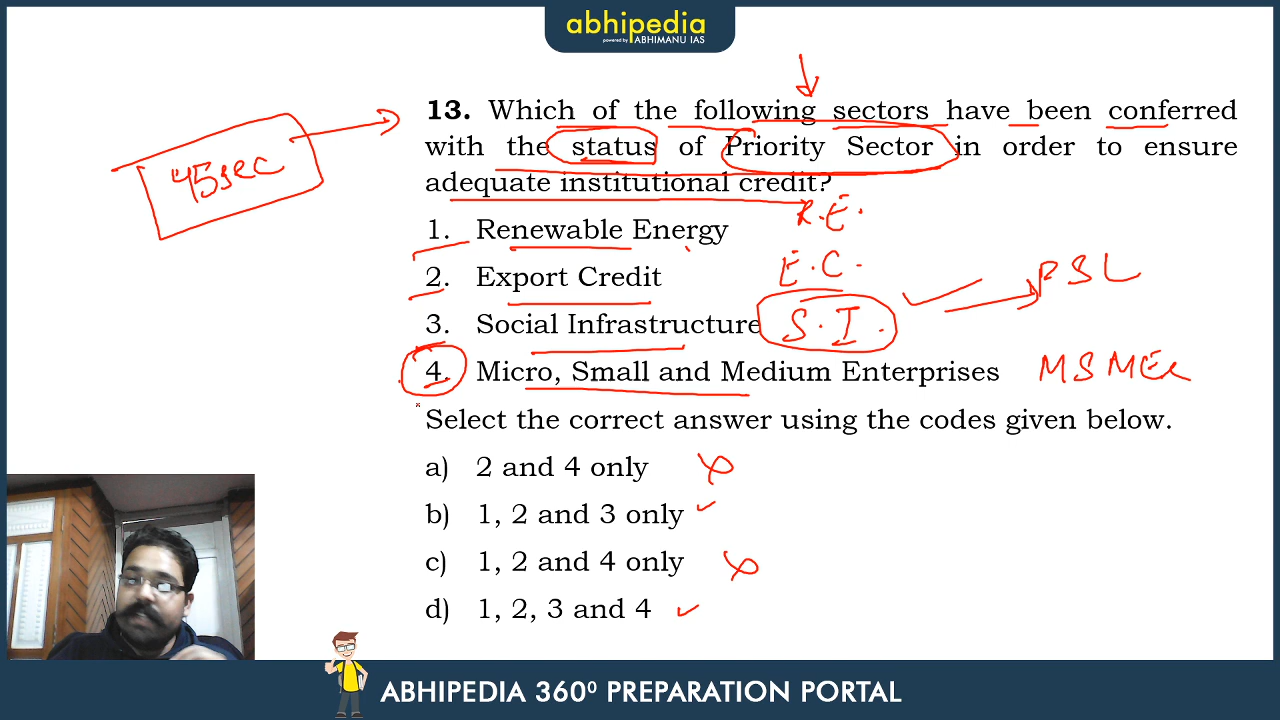 abhipedia
powered by ABHIMANU IAS
45sec
13. Which of the following sectors have been conferred
with the status of Priority Sector in order to ensure
adequate institutional credit?
R.E.
1. Renewable Energy
E.C.
2. Export Credit
PSL
3. Social Infrastructure
S.I.
4. Micro, Small and Medium Enterprises
MSMEs
Select the correct answer using the codes given below.
a) 2 and 4 only
b) 1, 2 and 3 only
c) 1, 2 and 4 only
d) 1, 2, 3 and 4
ABHIPEDIA 360⁰ PREPARATION PORTAL